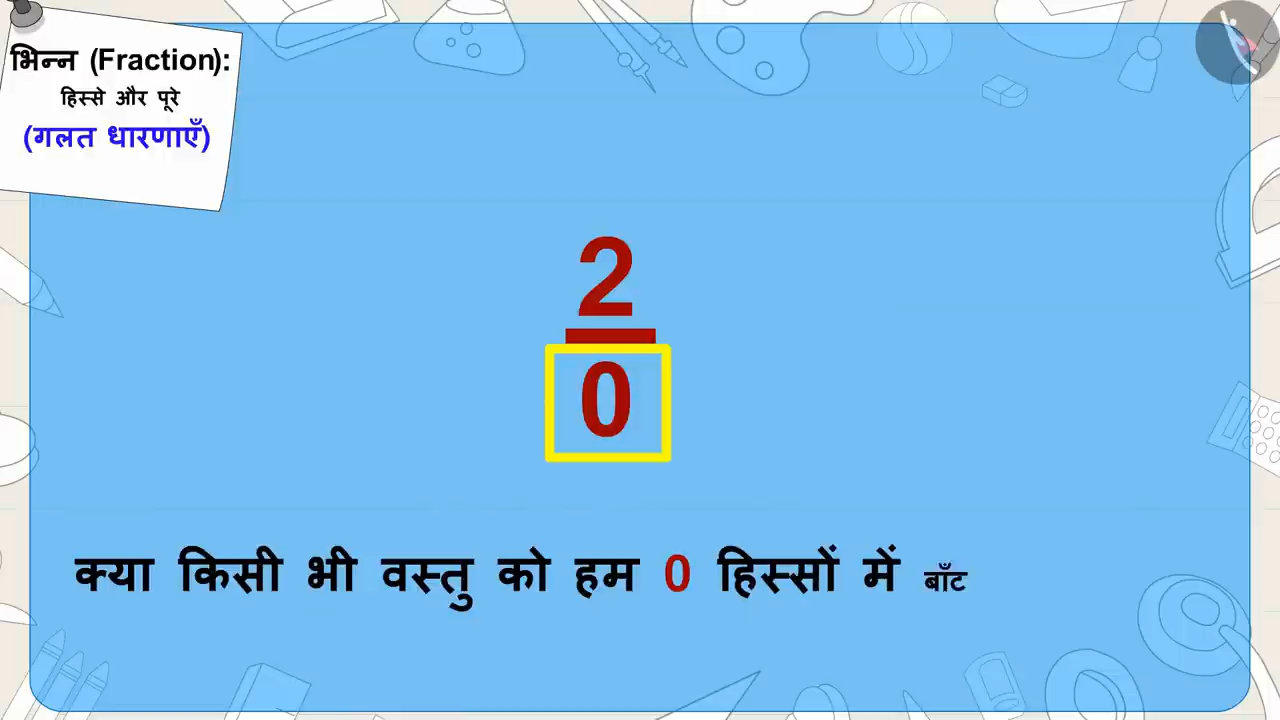 भिन्न (Fraction):
हिस्से और पूरे
(गलत धारणाएँ)
2
0
क्या किसी भी वस्तु को हम 0 हिस्सों में बाँट